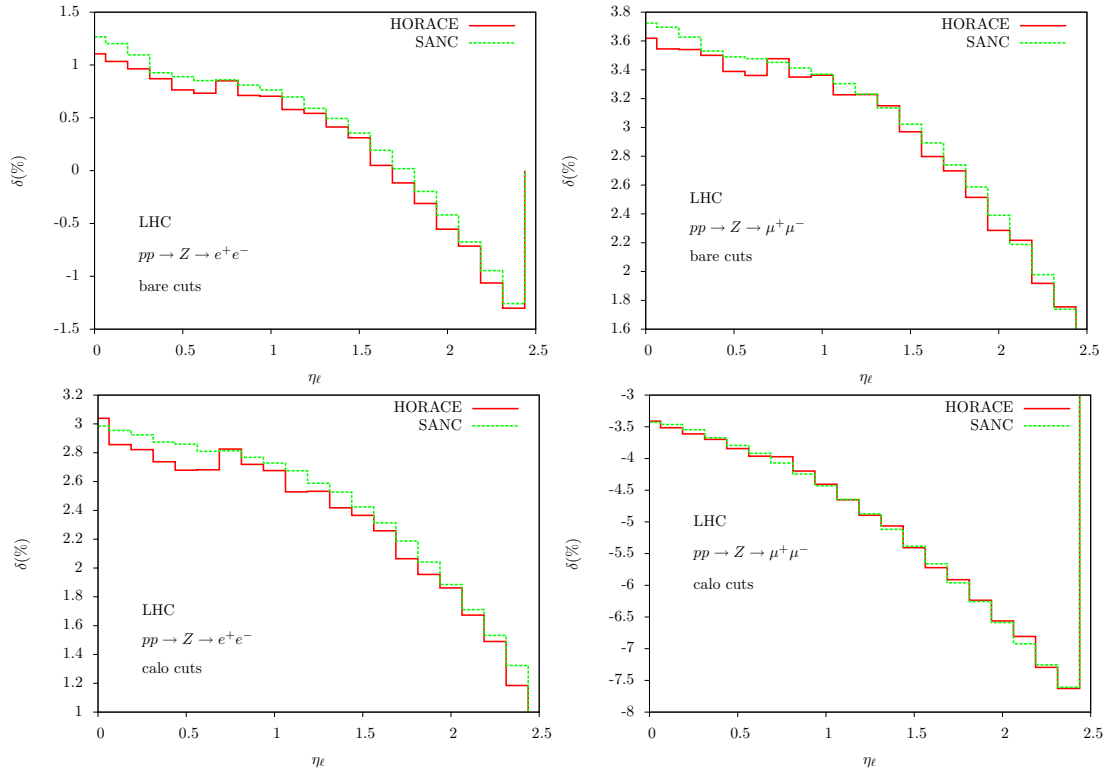 HORACE
SANC
δ(%)
1.5
1
0.5
0
-0.5
-1
-1.5
LHC
pp → Z → e⁺e⁻
bare cuts
0 0.5 1 1.5 2 2.5
ηℓ
HORACE
SANC
δ(%)
3.8
3.6
3.4
3.2
3
2.8
2.6
2.4
2.2
2
1.8
1.6
LHC
pp → Z → μ⁺μ⁻
bare cuts
0 0.5 1 1.5 2 2.5
ηℓ
HORACE
SANC
δ(%)
3.2
3
2.8
2.6
2.4
2.2
2
1.8
1.6
1.4
1.2
1
LHC
pp → Z → e⁺e⁻
calo cuts
0 0.5 1 1.5 2 2.5
ηℓ
HORACE
SANC
δ(%)
-3
-3.5
-4
-4.5
-5
-5.5
-6
-6.5
-7
-7.5
-8
LHC
pp → Z → μ⁺μ⁻
calo cuts
0 0.5 1 1.5 2 2.5
ηℓ